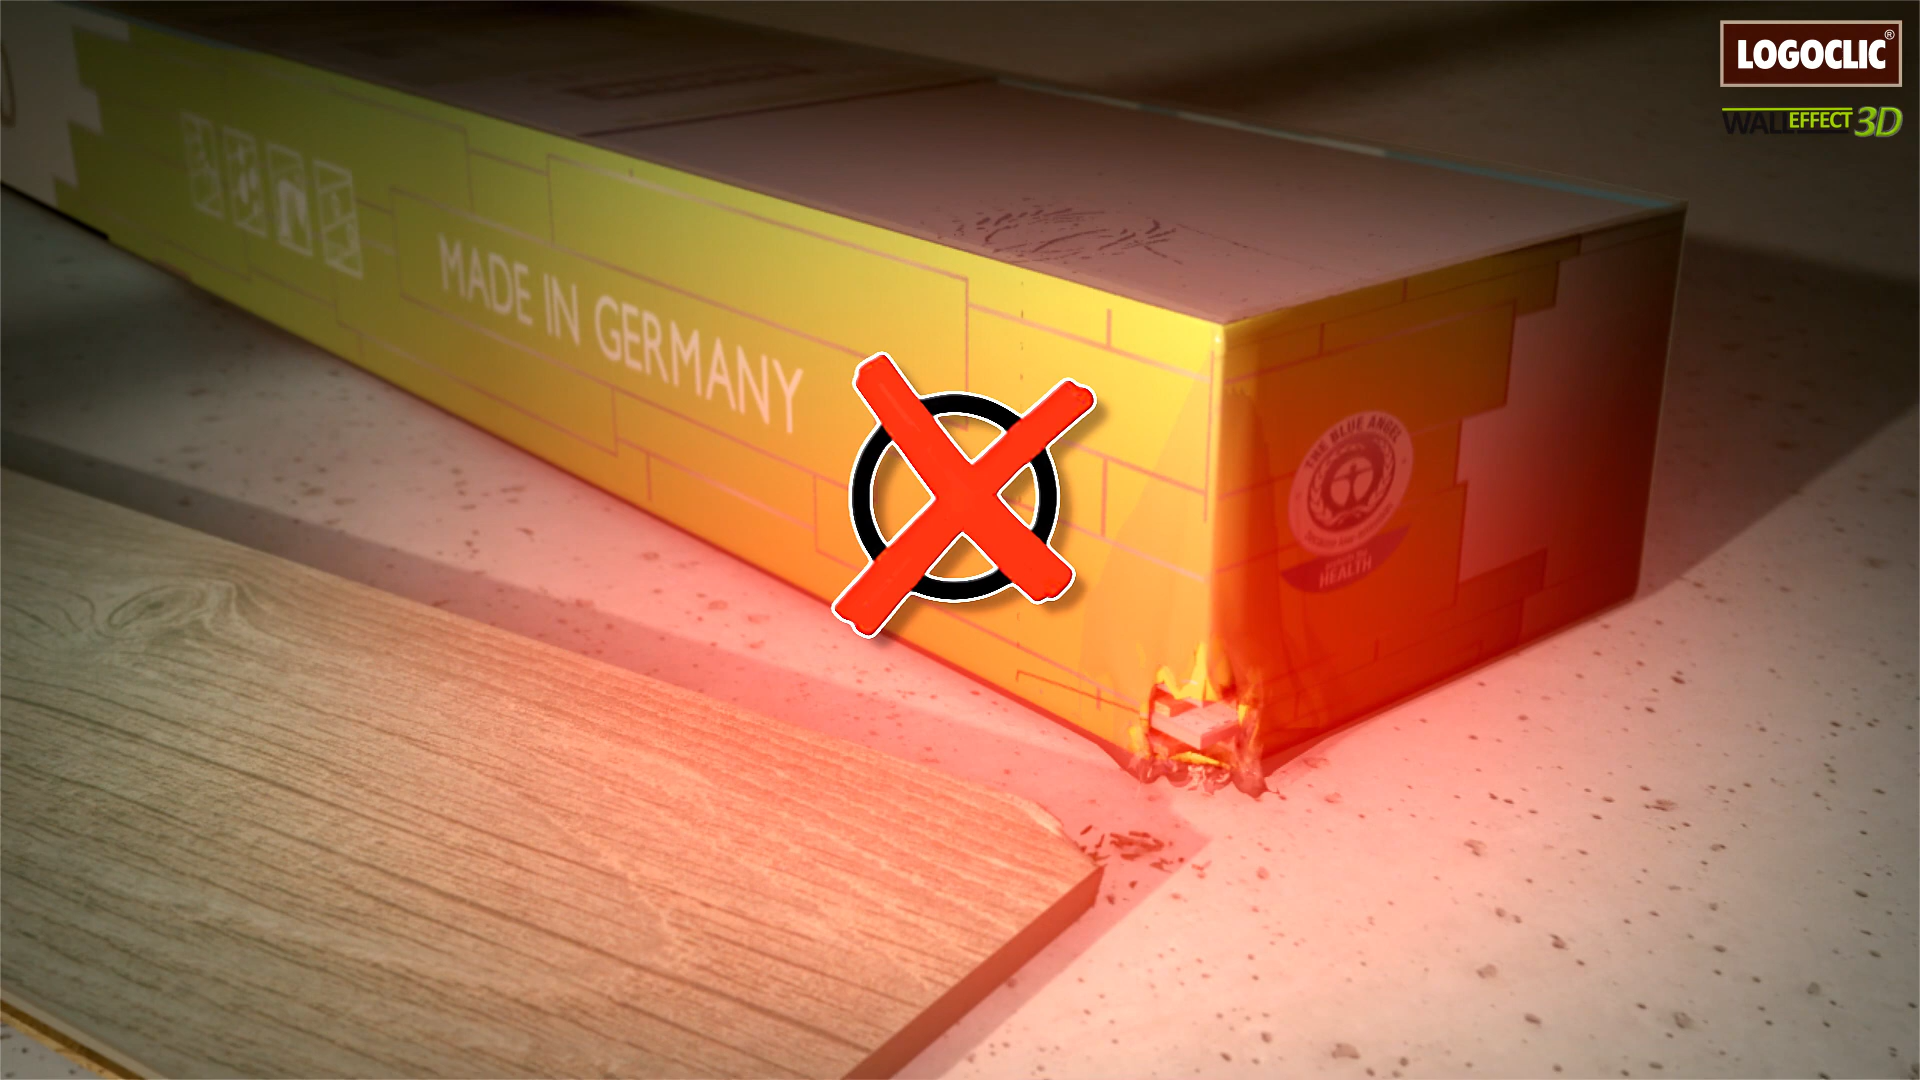 LOGOCLIC®
WALLEFFECT 3D
MADE IN GERMANY
THE BLUE ANGEL
HEALTH